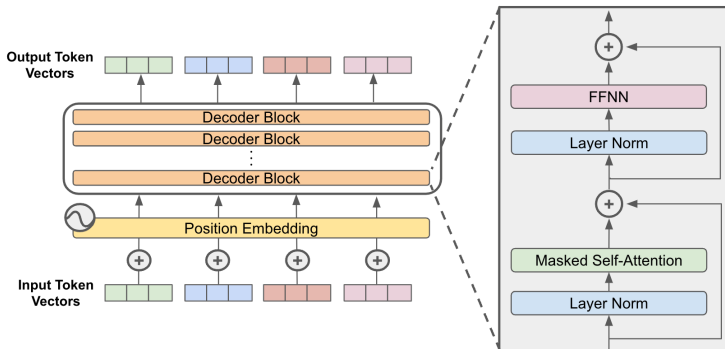 Output Token
Vectors
Decoder Block
Decoder Block
Decoder Block
Position Embedding
Input Token
Vectors
FFNN
Layer Norm
Masked Self-Attention
Layer Norm